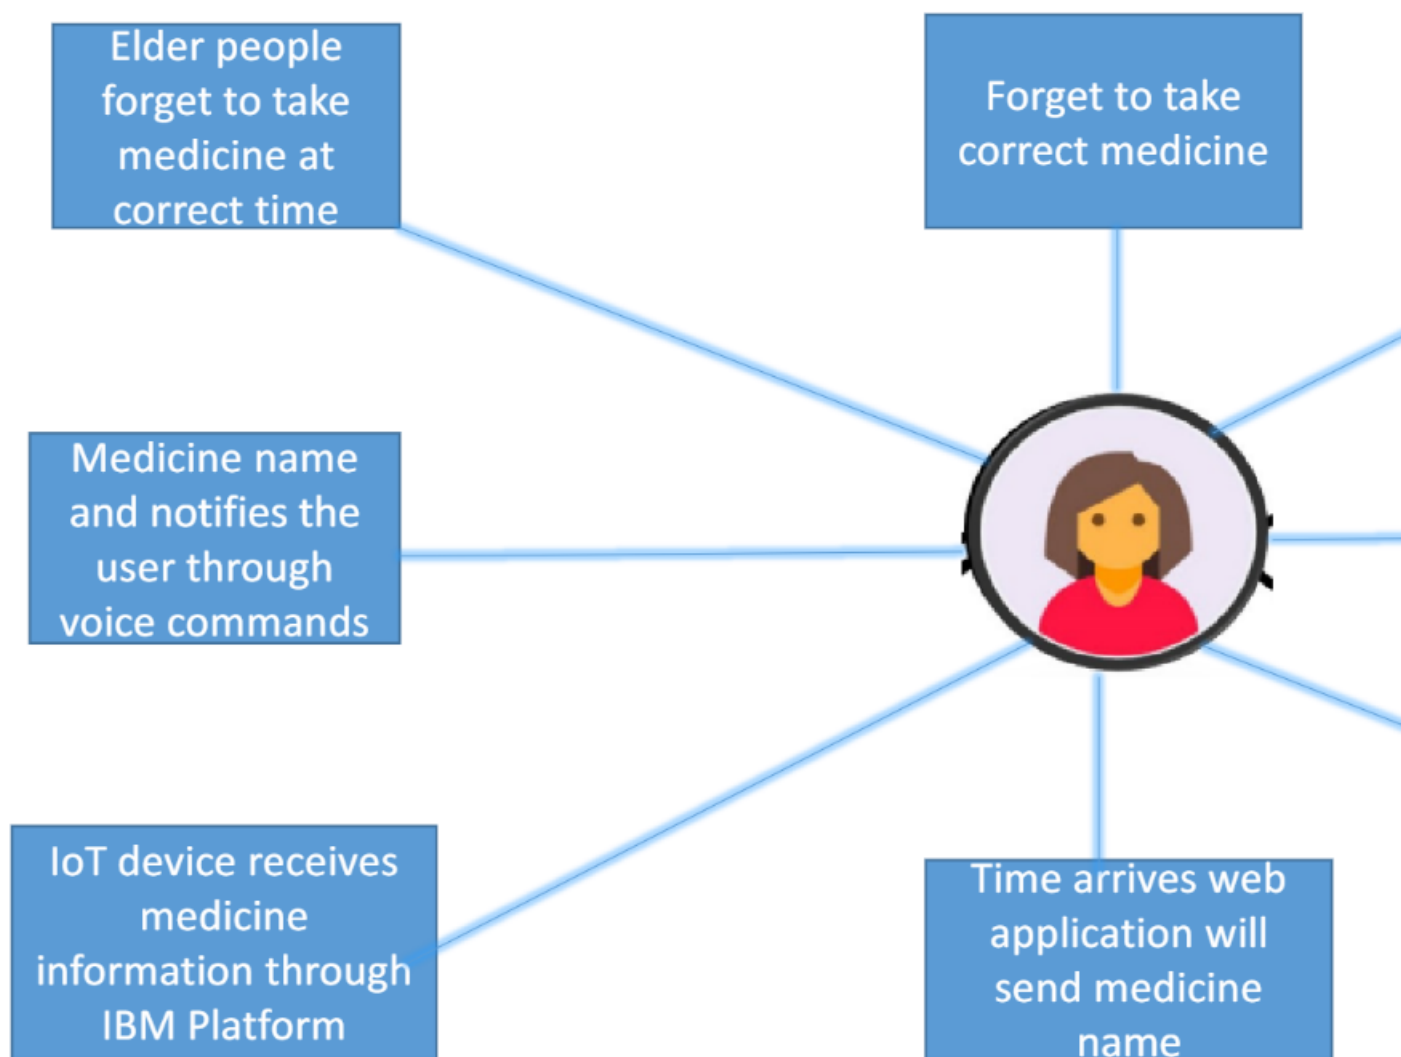 Elder people
forget to take
medicine at
correct time
Forget to take
correct medicine
Medicine name
and notifies the
user through
voice commands
IoT device receives
medicine
information through
IBM Platform
Time arrives web
application will
send medicine
name